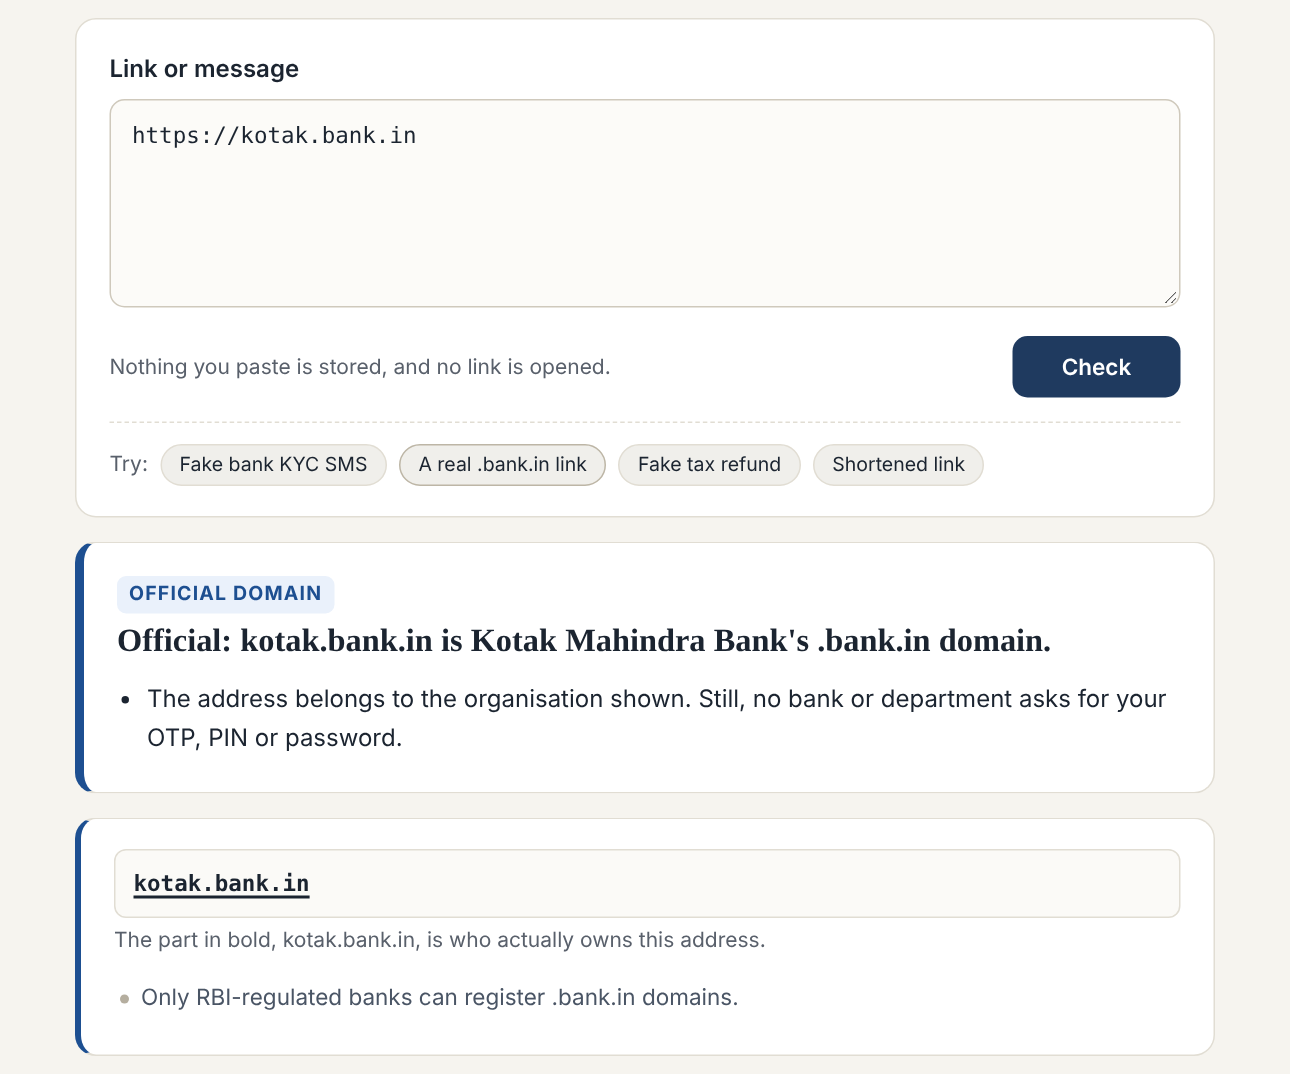 Link or message
https://kotak.bank.in
Nothing you paste is stored, and no link is opened.
Check
Try:
Fake bank KYC SMS
A real .bank.in link
Fake tax refund
Shortened link
OFFICIAL DOMAIN
Official: kotak.bank.in is Kotak Mahindra Bank's .bank.in domain.
• The address belongs to the organisation shown. Still, no bank or department asks for your
OTP, PIN or password.
kotak.bank.in
The part in bold, kotak.bank.in, is who actually owns this address.
• Only RBI-regulated banks can register .bank.in domains.